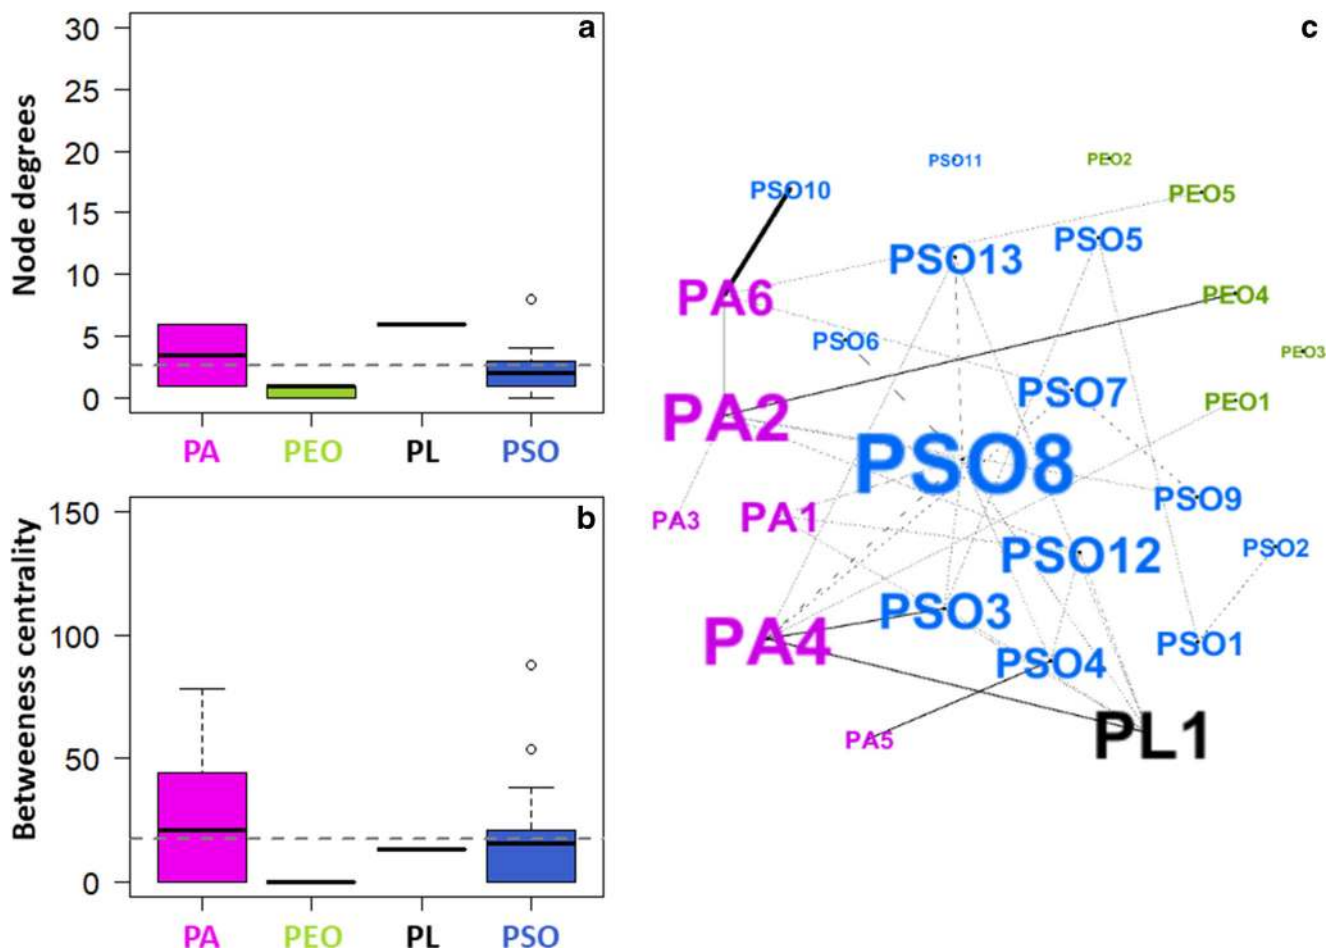 a
Node degrees
30
25
20
15
10
5
0
PA PEO PL PSO
b
Betweeness centrality
150
100
50
0
PA PEO PL PSO
c
PSO11
PEO2
PSO10
PEO5
PSO5
PSO13
PA6
PEO4
PSO6
PEO3
PSO7
PEO1
PA2
PSO8
PSO9
PA3
PA1
PSO2
PSO12
PSO3
PA4
PSO1
PSO4
PA5
PL1